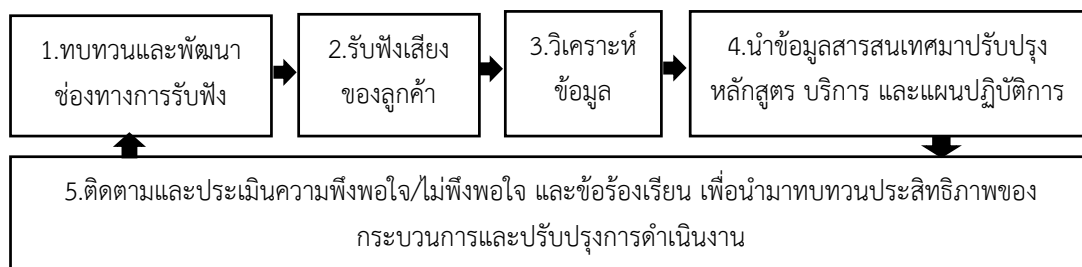 1.ทบทวนและพัฒนา
ช่องทางการรับฟัง
2.รับฟังเสียง
ของลูกค้า
3.วิเคราะห์
ข้อมูล
4.นำข้อมูลสารสนเทศมาปรับปรุง
หลักสูตร บริการ และแผนปฏิบัติการ
5.ติดตามและประเมินความพึงพอใจ/ไม่พึงพอใจ และข้อร้องเรียน เพื่อนำมาทบทวนประสิทธิภาพของ
กระบวนการและปรับปรุงการดำเนินงาน